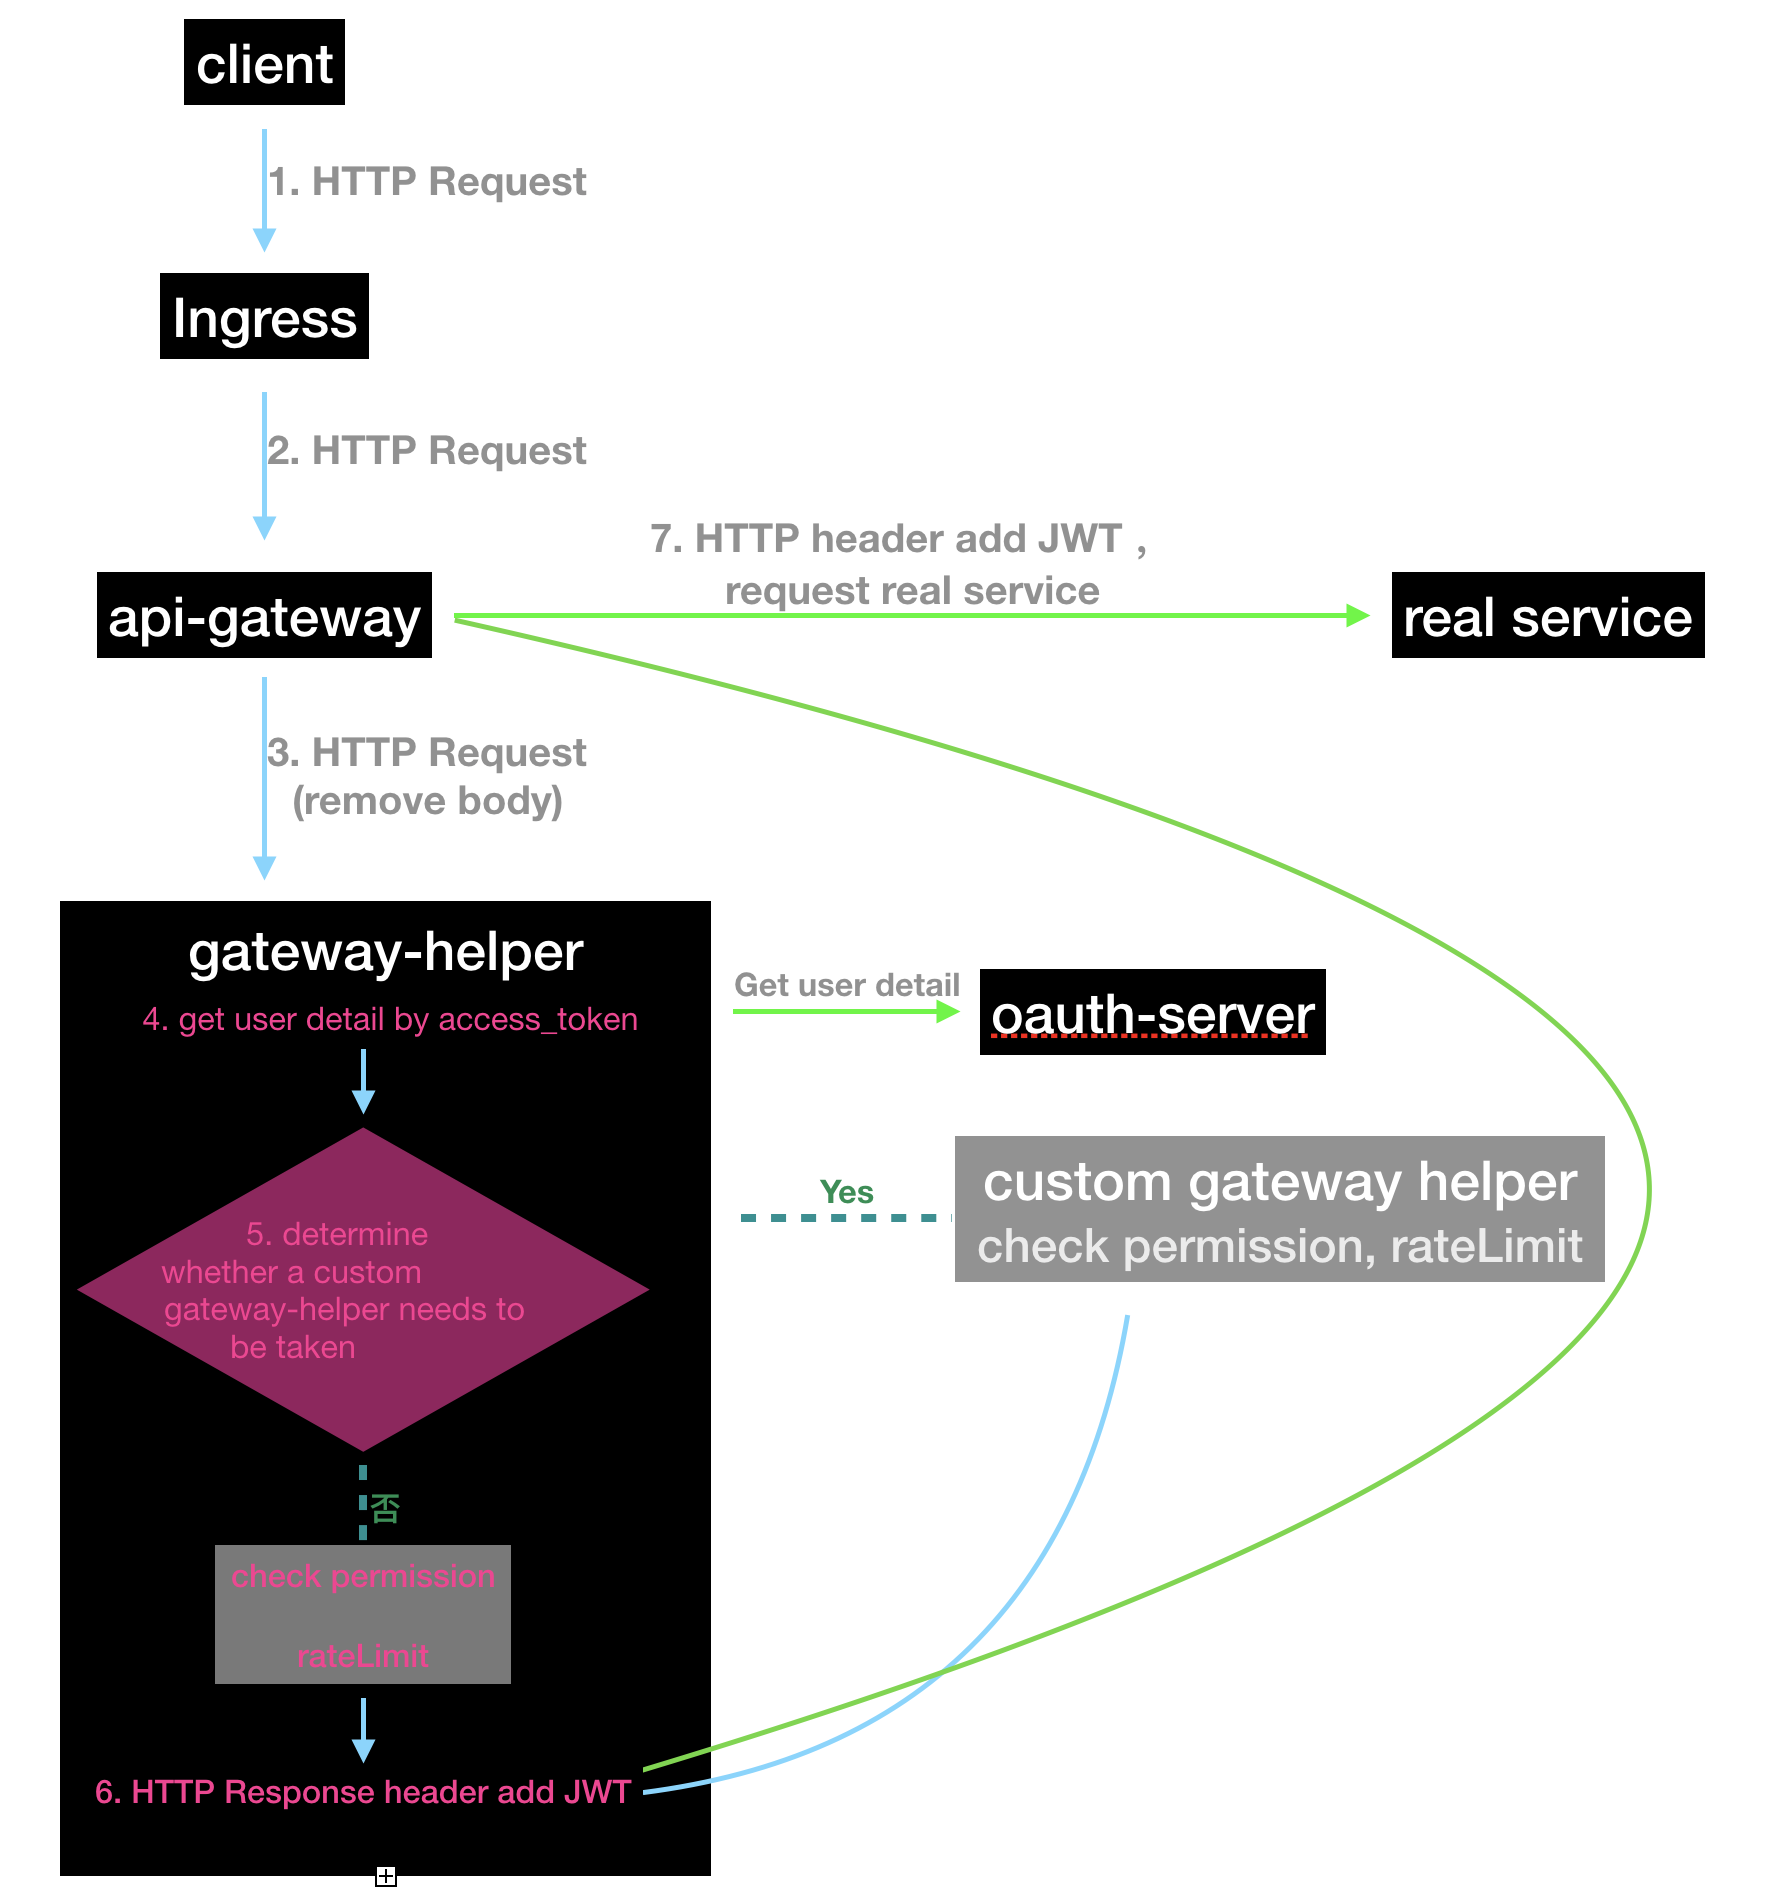 client
1. HTTP Request
Ingress
2. HTTP Request
7. HTTP header add JWT ,
request real service
api-gateway
real service
3. HTTP Request
(remove body)
gateway-helper
4. get user detail by access_token
Get user detail
oauth-server
Yes
custom gateway helper
check permission, rateLimit
5. determine
whether a custom
gateway-helper needs to
be taken
否
check permission
rateLimit
6. HTTP Response header add JWT